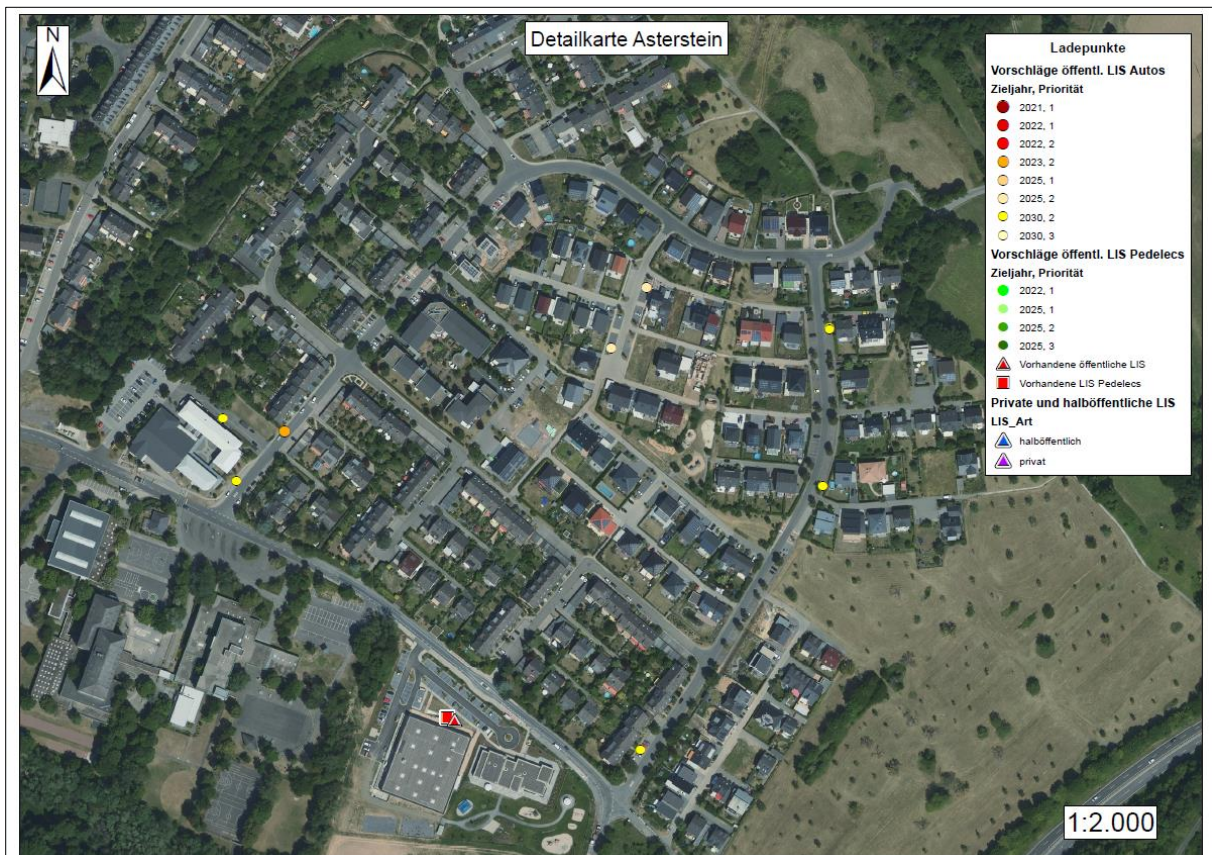 N
Detailkarte Asterstein
Ladepunkte
Vorschläge öffentl. LIS Autos
Zieljahr, Priorität
2021, 1
2022, 1
2022, 2
2023, 2
2025, 1
2025, 2
2030, 2
2030, 3
Vorschläge öffentl. LIS Pedelecs
Zieljahr, Priorität
2022, 1
2025, 1
2025, 2
2025, 3
Vorhandene öffentliche LIS
Vorhandene LIS Pedelecs
Private und halböffentliche LIS
LIS_Art
halböffentlich
privat
1:2.000